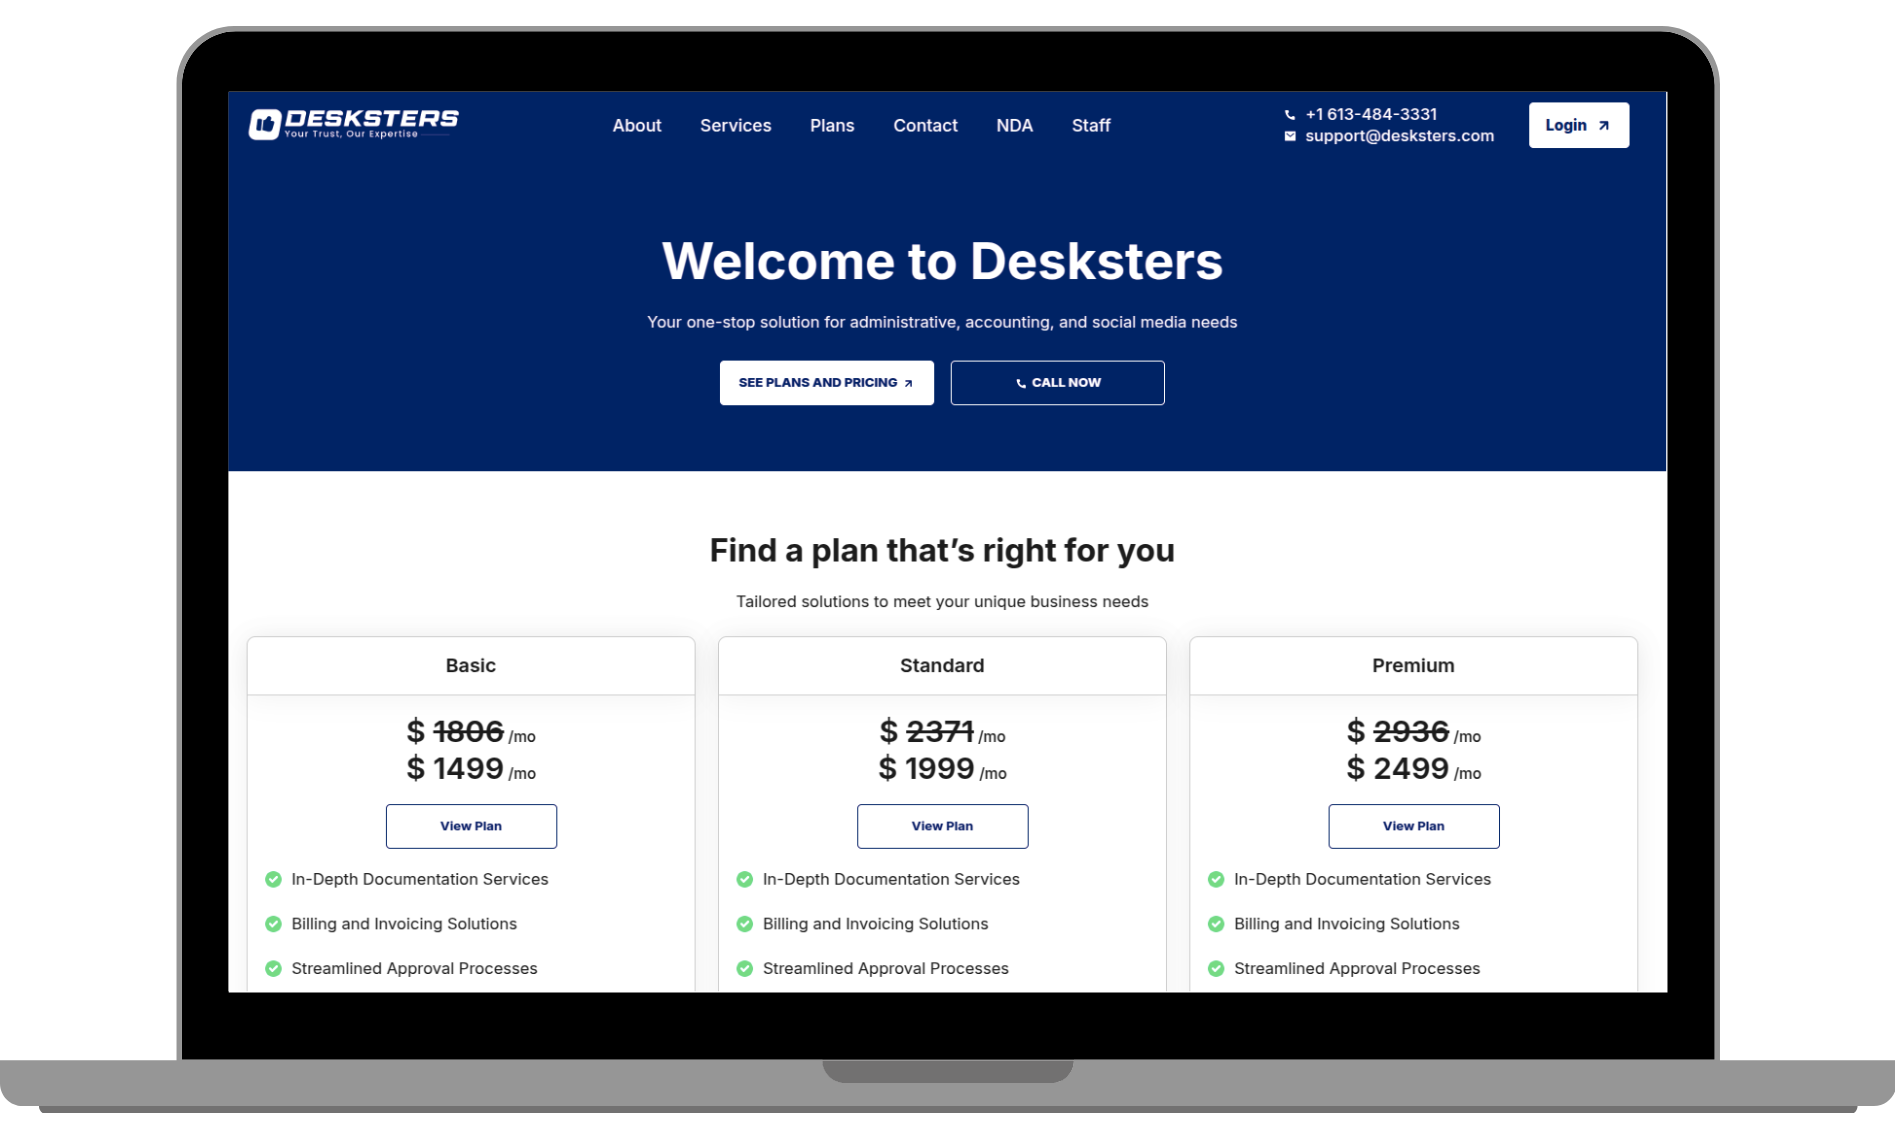 DESKSTERS
Your Trust, Our Expertise
About Services Plans Contact NDA Staff
+1 613-484-3331
support@desksters.com
Login
Welcome to Desksters
Your one-stop solution for administrative, accounting, and social media needs
SEE PLANS AND PRICING CALL NOW
Find a plan that’s right for you
Tailored solutions to meet your unique business needs
Basic
$ 1806 /mo
$ 1499 /mo
View Plan
In-Depth Documentation Services
Billing and Invoicing Solutions
Streamlined Approval Processes
Standard
$ 2371 /mo
$ 1999 /mo
View Plan
In-Depth Documentation Services
Billing and Invoicing Solutions
Streamlined Approval Processes
Premium
$ 2936 /mo
$ 2499 /mo
View Plan
In-Depth Documentation Services
Billing and Invoicing Solutions
Streamlined Approval Processes